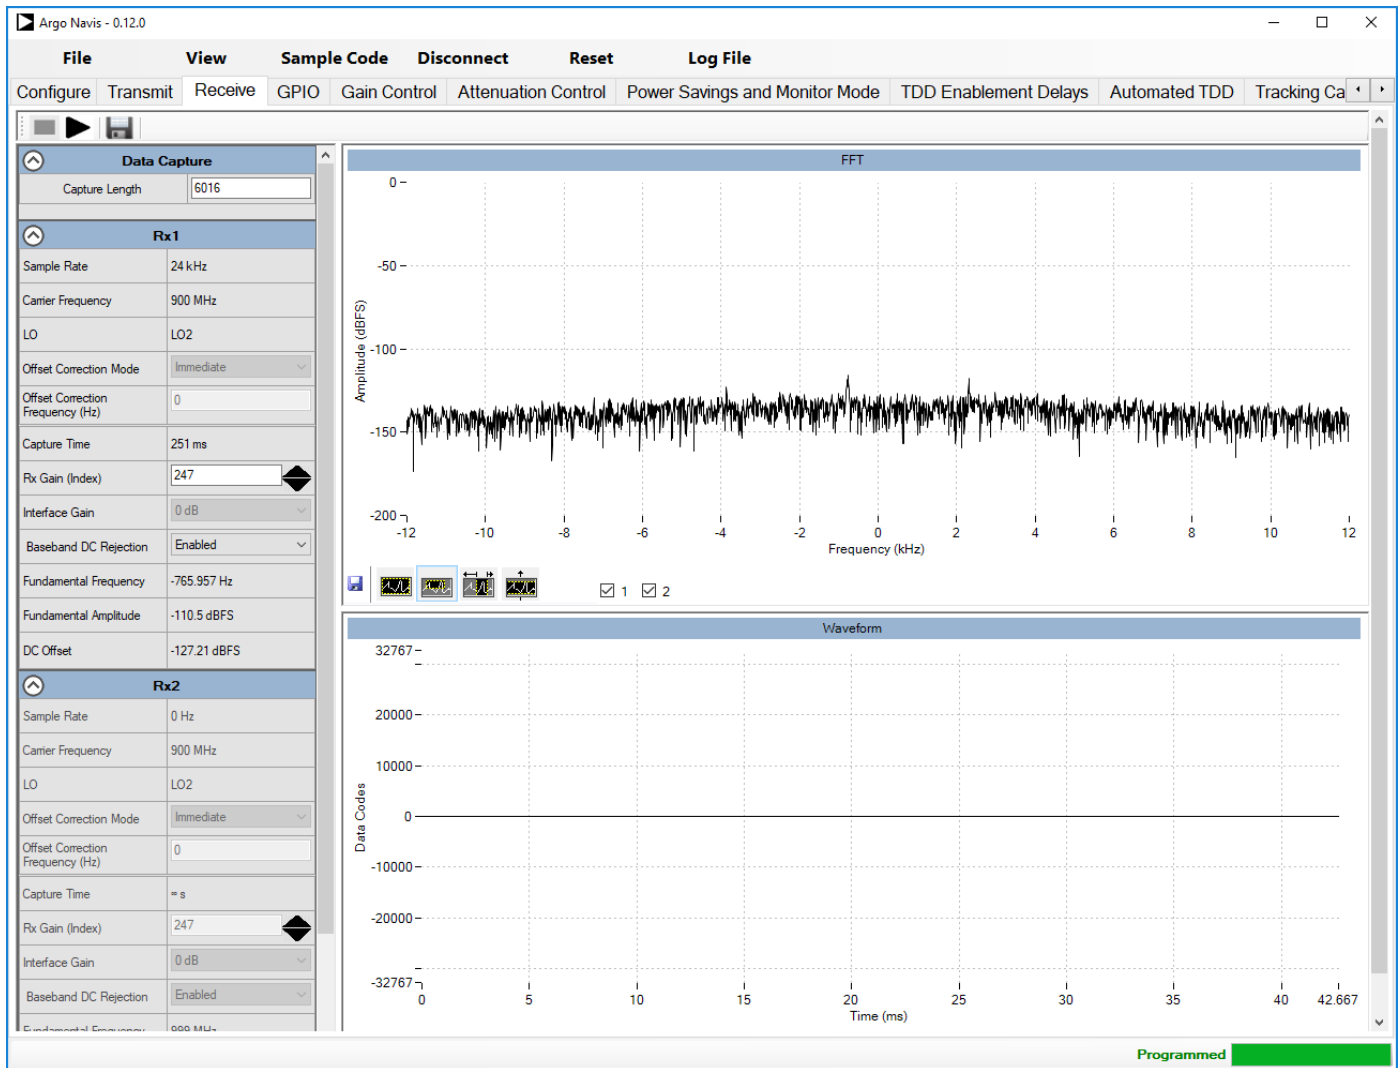 Argo Navis - 0.12.0
File View Sample Code Disconnect Reset Log File
Configure Transmit Receive GPIO Gain Control Attenuation Control Power Savings and Monitor Mode TDD Enablement Delays Automated TDD Tracking Ca
Data Capture
Capture Length 6016
Rx1
Sample Rate 24 kHz
Carrier Frequency 900 MHz
LO LO2
Offset Correction Mode Immediate
Offset Correction
Frequency (Hz) 0
Capture Time 251 ms
Rx Gain (Index) 247
Interface Gain 0 dB
Baseband DC Rejection Enabled
Fundamental Frequency -765.957 Hz
Fundamental Amplitude -110.5 dBFS
DC Offset -127.21 dBFS
Rx2
Sample Rate 0 Hz
Carrier Frequency 900 MHz
LO LO2
Offset Correction Mode Immediate
Offset Correction
Frequency (Hz) 0
Capture Time ∞ s
Rx Gain (Index) 247
Interface Gain 0 dB
Baseband DC Rejection Enabled
Fundamental Frequency 999 MHz
FFT
Amplitude (dBFS)
0
-50
-100
-150
-200
-12 -10 -8 -6 -4 -2 0 2 4 6 8 10 12
Frequency (kHz)
1 2
Waveform
Data Codes
32767
20000
10000
0
-10000
-20000
-32767
0 5 10 15 20 25 30 35 40 42.667
Time (ms)
Programmed